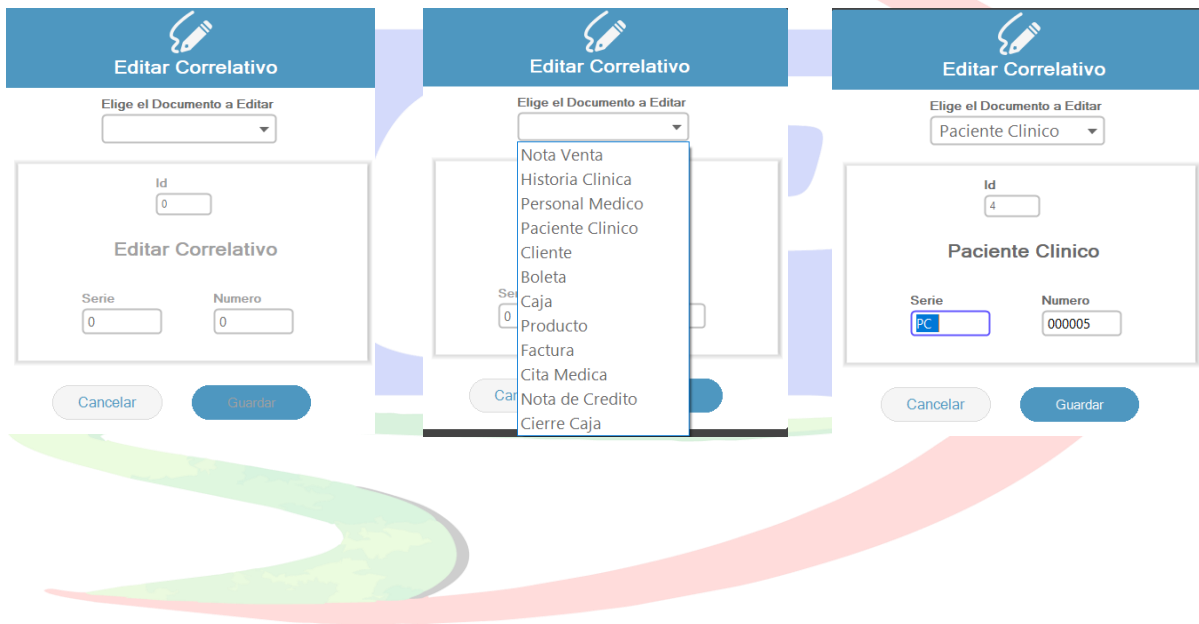 Editar Correlativo
Elige el Documento a Editar
Id
0
Editar Correlativo
Serie Numero
0 0
Cancelar Guardar
Editar Correlativo
Elige el Documento a Editar
Nota Venta
Historia Clinica
Personal Medico
Paciente Clinico
Cliente
Boleta
Caja
Producto
Factura
Cita Medica
Nota de Credito
Cierre Caja
Se
0
Car
Editar Correlativo
Elige el Documento a Editar
Paciente Clinico
Id
4
Paciente Clinico
Serie Numero
PC 000005
Cancelar Guardar